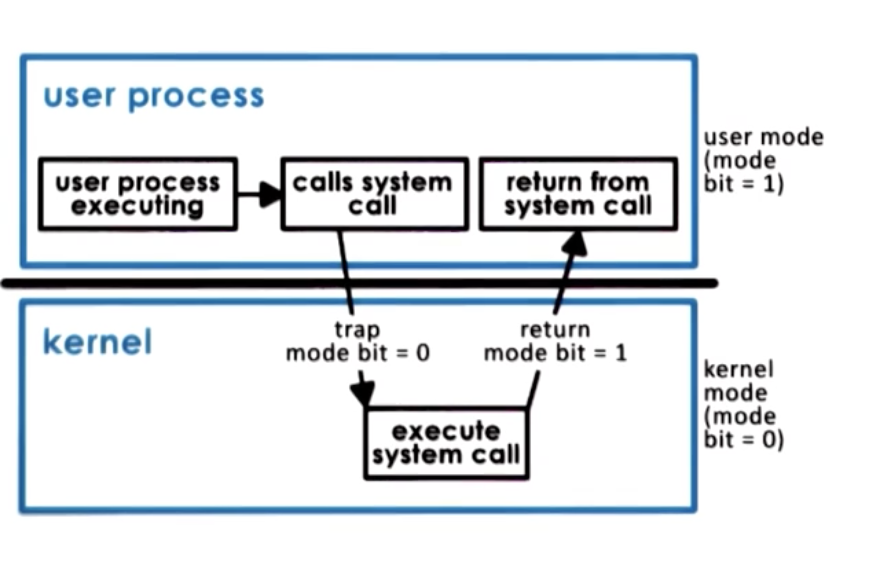 user process
user process
executing
calls system
call
return from
system call
user mode
(mode
bit = 1)
kernel
trap
mode bit = 0
return
mode bit = 1
execute
system call
kernel
mode
(mode
bit = 0)